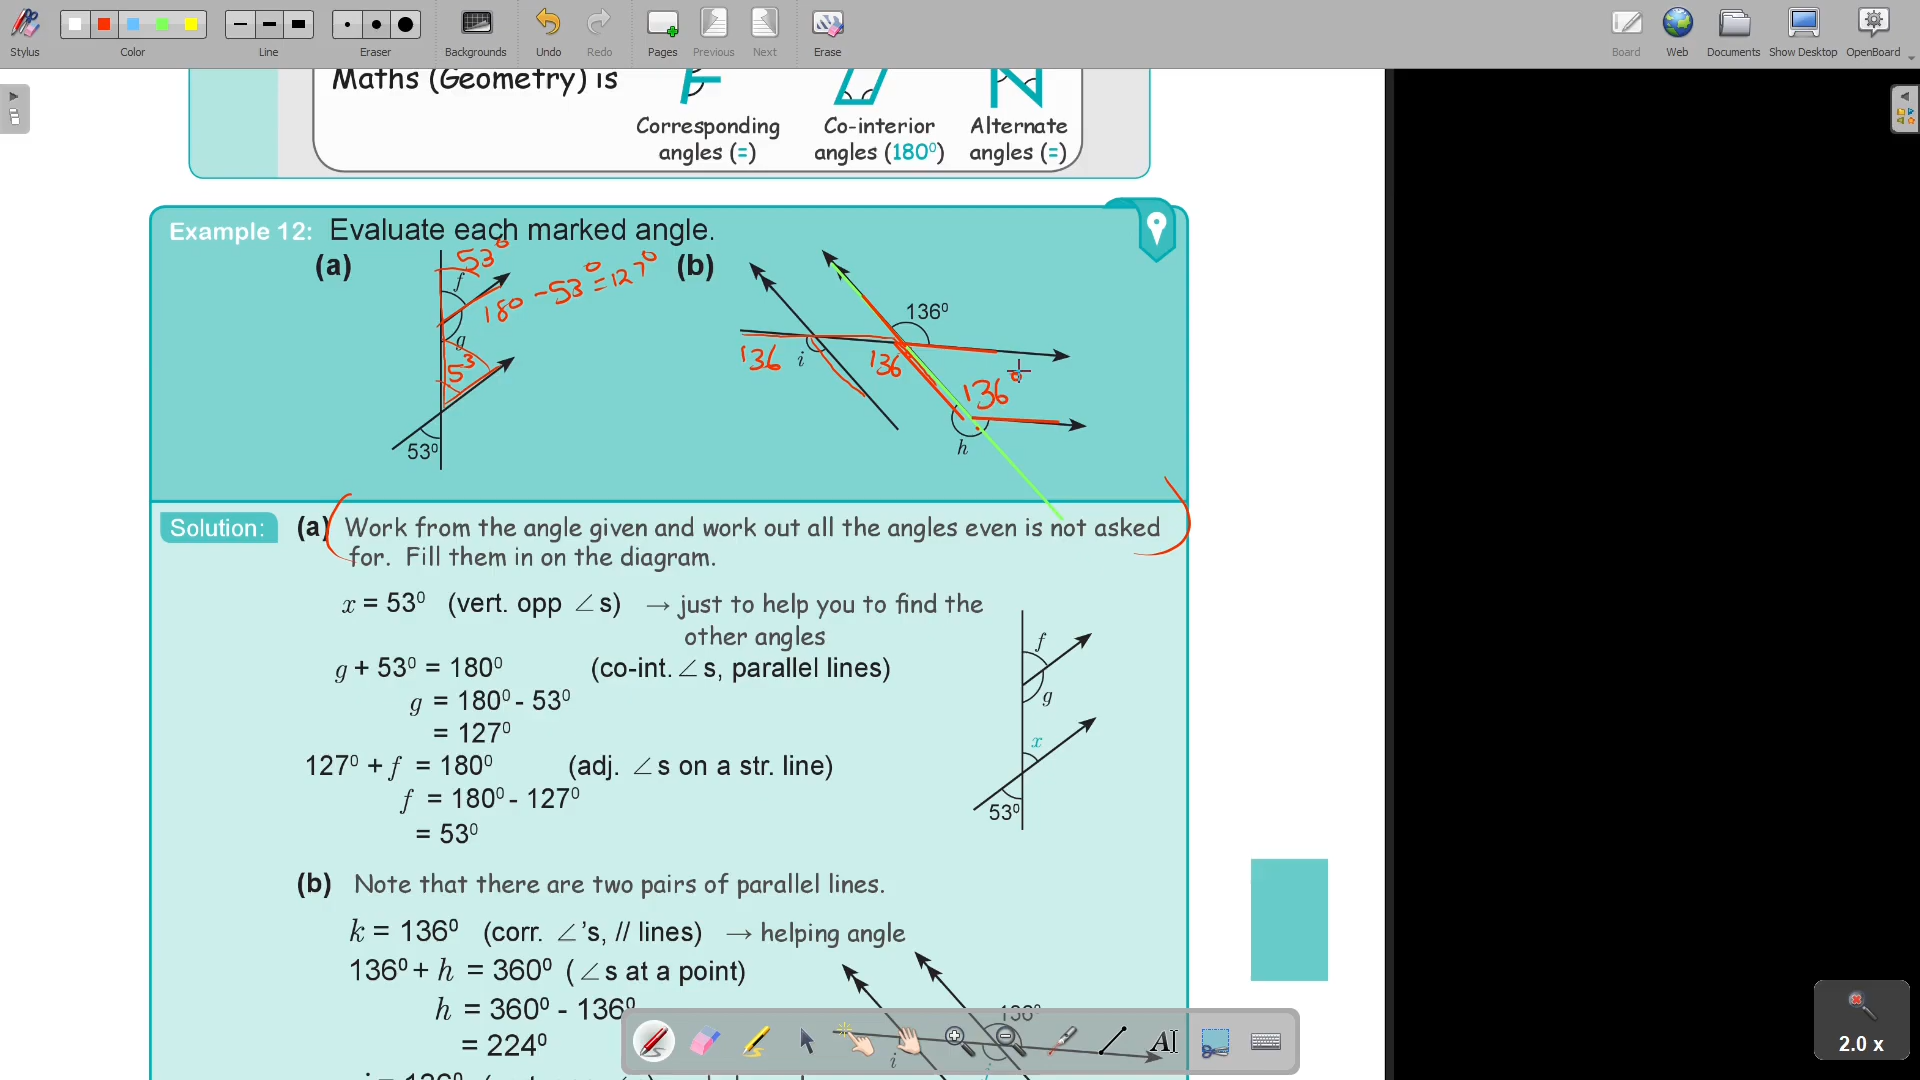 Stylus
Color
Line
Eraser
Backgrounds
Undo
Redo
Pages
Previous
Next
Erase
Board
Web
Documents
Show Desktop
OpenBoard
Maths (Geometry) is
Corresponding
angles (=)
Co-interior
angles (180⁰)
Alternate
angles (=)
Example 12: Evaluate each marked angle.
(a)
53⁰
f
180 - 53⁰ = 127⁰
g
53
53⁰
(b)
136⁰
136
i
136
136⁰
h
Solution: (a) Work from the angle given and work out all the angles even is not asked
for. Fill them in on the diagram.
x = 53⁰ (vert. opp ∠s) → just to help you to find the
other angles
g + 53⁰ = 180⁰ (co-int. ∠s, parallel lines)
g = 180⁰ - 53⁰
= 127⁰
127⁰ + f = 180⁰ (adj. ∠s on a str. line)
f = 180⁰ - 127⁰
= 53⁰
f
g
x
53⁰
(b) Note that there are two pairs of parallel lines.
k = 136⁰ (corr. ∠'s, // lines) → helping angle
136⁰ + h = 360⁰ (∠s at a point)
h = 360⁰ - 136⁰
= 224⁰
136⁰
i
2.0 x